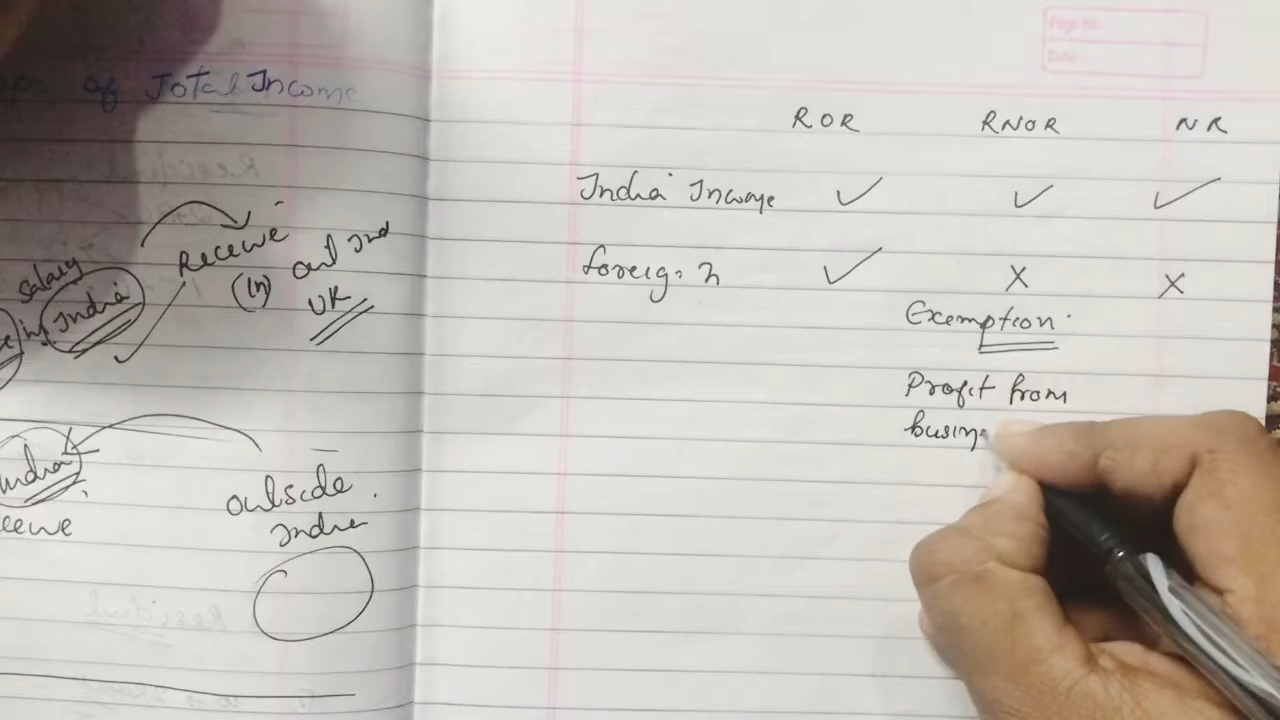 of Total Income
Receive
Salary
India
(in) out Ind
UK
India
outside.
India
ROR RNOR NR
India Income ✓ ✓ ✓
foreign ✓ X X
Exemption.
Profit from
busin